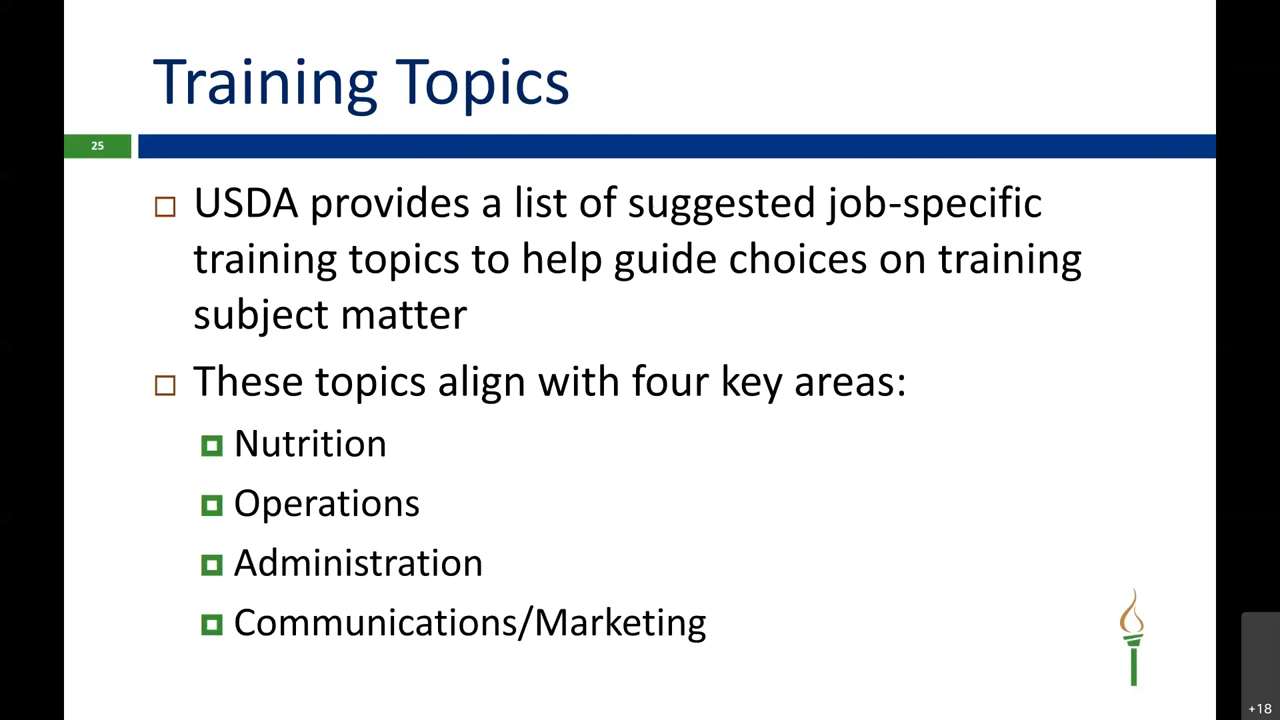 Training Topics
25
USDA provides a list of suggested job-specific
training topics to help guide choices on training
subject matter
These topics align with four key areas:
Nutrition
Operations
Administration
Communications/Marketing
+18